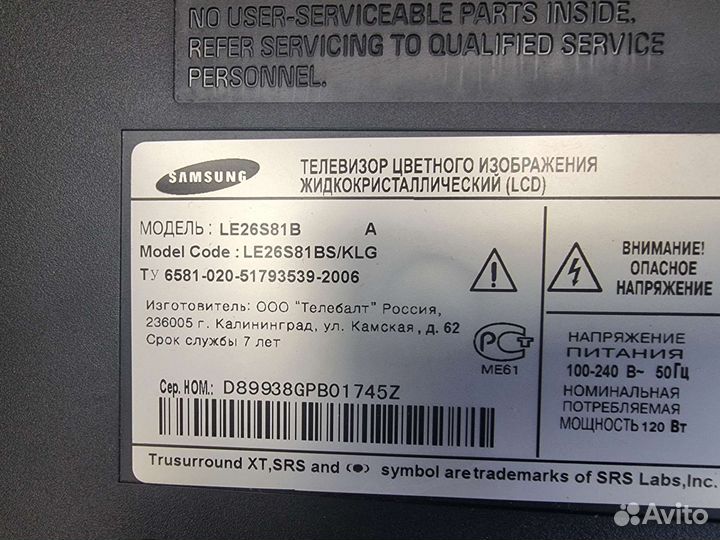 NO USER-SERVICEABLE PARTS INSIDE.
REFER SERVICING TO QUALIFIED SERVICE
PERSONNEL.
SAMSUNG
ТЕЛЕВИЗОР ЦВЕТНОГО ИЗОБРАЖЕНИЯ
ЖИДКОКРИСТАЛЛИЧЕСКИЙ (LCD)
МОДЕЛЬ: LE26S81B A
Model Code : LE26S81BS/KLG
ТУ 6581-020-51793539-2006
Изготовитель: ООО "Телебалт" Россия,
236005 г. Калининград, ул. Камская, д. 62
Срок службы 7 лет
РСТ
МЕ61
Сер. НОМ.: D89938GPB01745Z
ВНИМАНИЕ!
ОПАСНОЕ
НАПРЯЖЕНИЕ
НАПРЯЖЕНИЕ
ПИТАНИЯ
100-240 В~ 50Гц
НОМИНАЛЬНАЯ
ПОТРЕБЛЯЕМАЯ
МОЩНОСТЬ 120 Вт
Trusurround XT,SRS and (●) symbol are trademarks of SRS Labs,Inc.
Avito